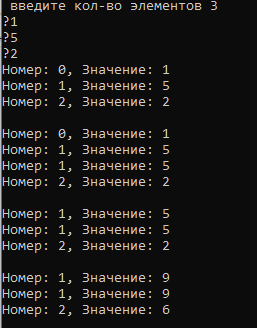 введите кол-во элементов 3
?1
?5
?2
Номер: 0, Значение: 1
Номер: 1, Значение: 5
Номер: 2, Значение: 2
Номер: 0, Значение: 1
Номер: 1, Значение: 5
Номер: 1, Значение: 5
Номер: 2, Значение: 2
Номер: 1, Значение: 5
Номер: 1, Значение: 5
Номер: 2, Значение: 2
Номер: 1, Значение: 9
Номер: 1, Значение: 9
Номер: 2, Значение: 6